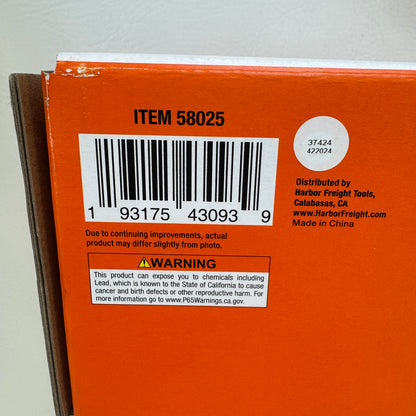 ITEM 58025
1 93175 43093 9
Due to continuing improvements, actual
product may differ slightly from photo.
WARNING
This product can expose you to chemicals including
Lead, which is known to the State of California to cause
cancer and birth defects or other reproductive harm. For
more information go to www.P65Warnings.ca.gov.
37424
422024
Distributed by
Harbor Freight Tools,
Calabasas, CA
www.HarborFreight.com
Made in China